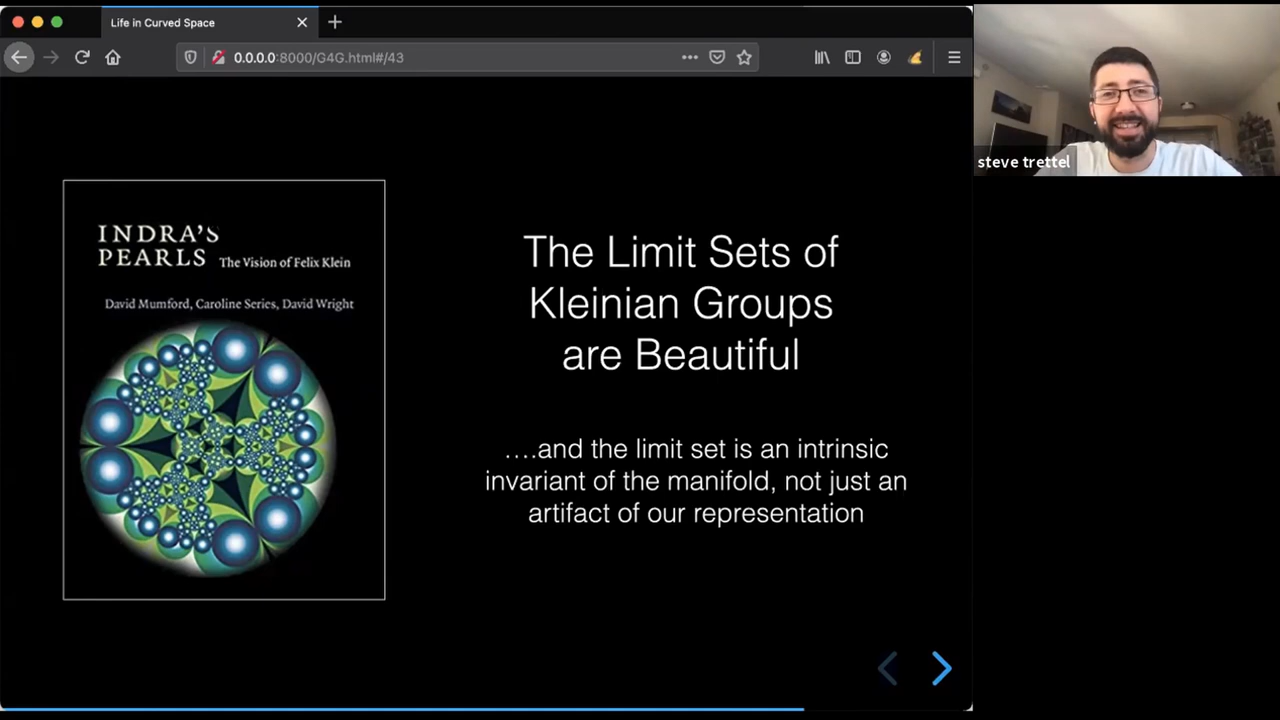 Life in Curved Space
0.0.0.0:8000/G4G.html#/43
steve trettel
INDRA'S
PEARLS The Vision of Felix Klein
David Mumford, Caroline Series, David Wright
The Limit Sets of
Kleinian Groups
are Beautiful
....and the limit set is an intrinsic
invariant of the manifold, not just an
artifact of our representation